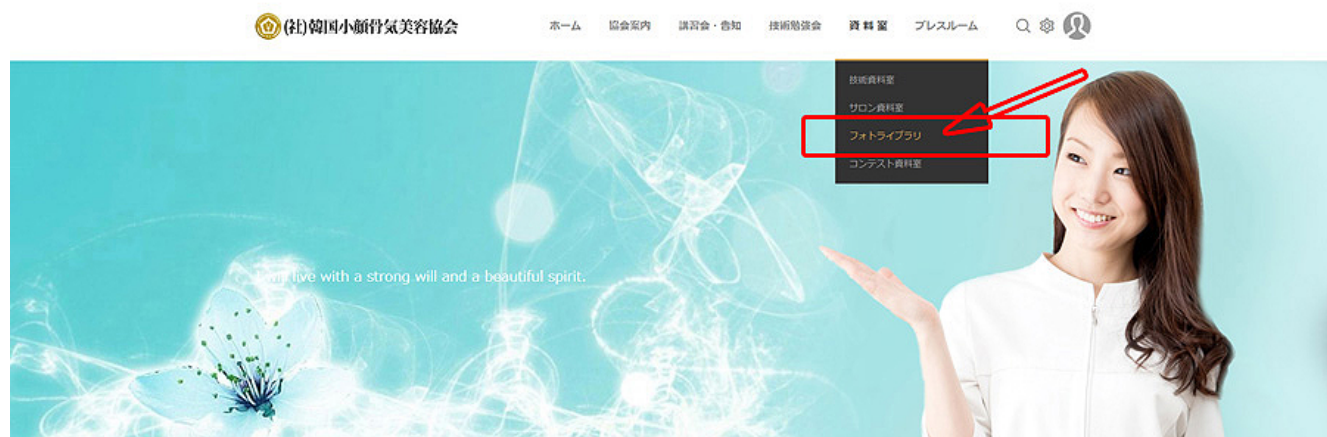 (社)韓国小顔骨気美容協会
ホーム 協会案内 講習会・告知 技術勉強会 資料室 プレスルーム
技術資料室
サロン資料室
フォトライブラリ
コンテスト資料室
live with a strong will and a beautiful spirit.